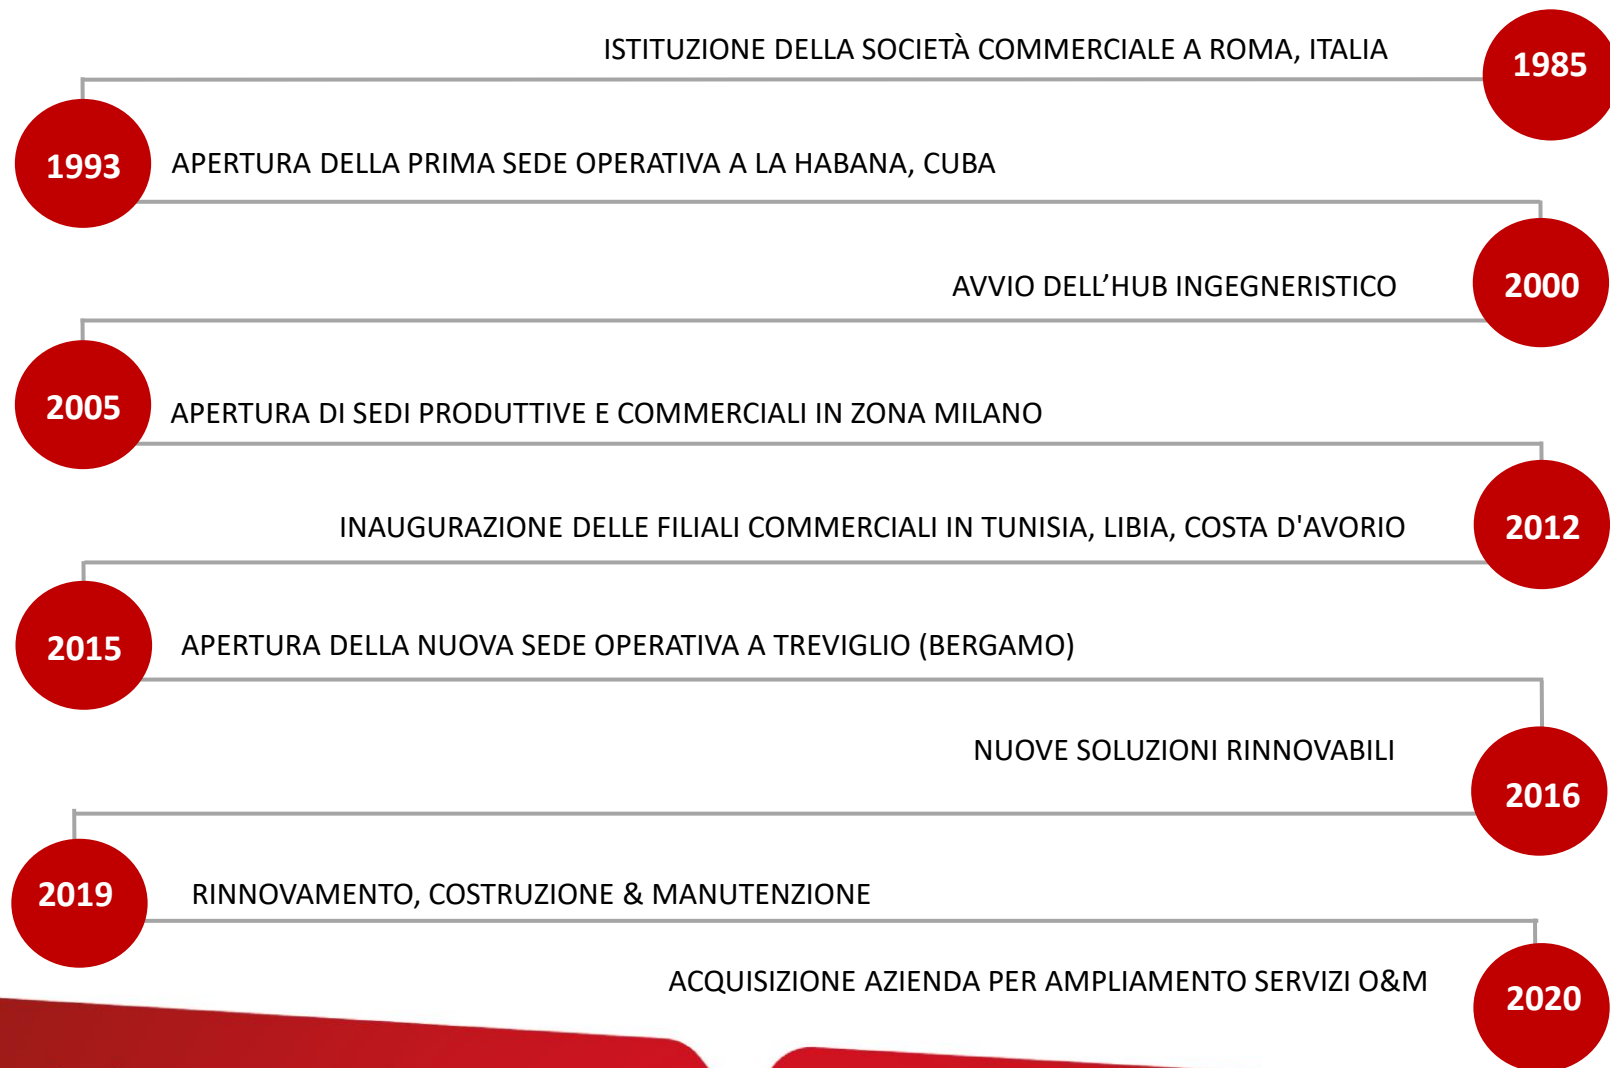 ISTITUZIONE DELLA SOCIETÀ COMMERCIALE A ROMA, ITALIA
1985
1993
APERTURA DELLA PRIMA SEDE OPERATIVA A LA HABANA, CUBA
AVVIO DELL’HUB INGEGNERISTICO
2000
2005
APERTURA DI SEDI PRODUTTIVE E COMMERCIALI IN ZONA MILANO
INAUGURAZIONE DELLE FILIALI COMMERCIALI IN TUNISIA, LIBIA, COSTA D'AVORIO
2012
2015
APERTURA DELLA NUOVA SEDE OPERATIVA A TREVIGLIO (BERGAMO)
NUOVE SOLUZIONI RINNOVABILI
2016
2019
RINNOVAMENTO, COSTRUZIONE & MANUTENZIONE
ACQUISIZIONE AZIENDA PER AMPLIAMENTO SERVIZI O&M
2020